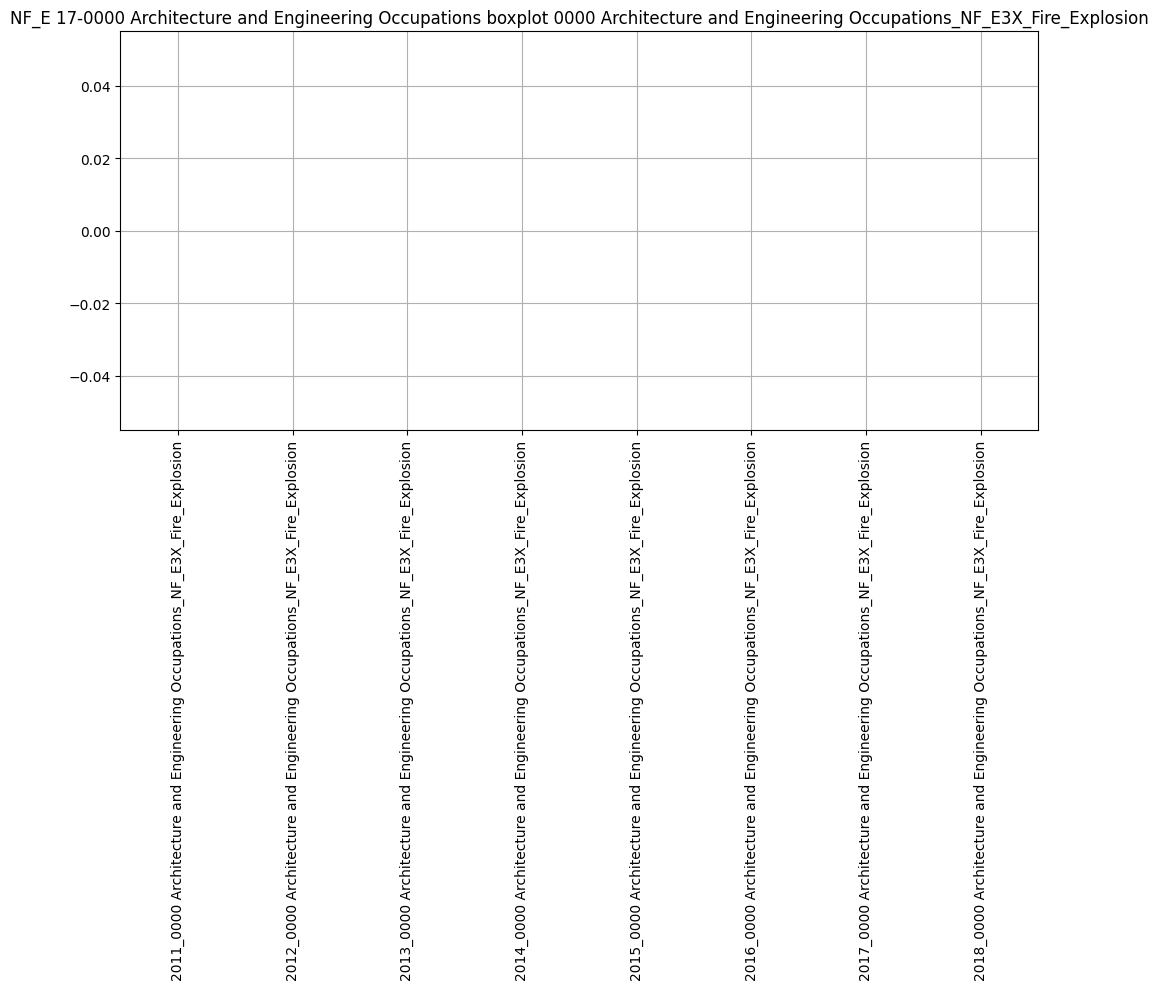 NF_E 17-0000 Architecture and Engineering Occupations boxplot 0000 Architecture and Engineering Occupations_NF_E3X_Fire_Explosion
0.04
0.02
0.00
−0.02
−0.04
2011_0000 Architecture and Engineering Occupations_NF_E3X_Fire_Explosion
2012_0000 Architecture and Engineering Occupations_NF_E3X_Fire_Explosion
2013_0000 Architecture and Engineering Occupations_NF_E3X_Fire_Explosion
2014_0000 Architecture and Engineering Occupations_NF_E3X_Fire_Explosion
2015_0000 Architecture and Engineering Occupations_NF_E3X_Fire_Explosion
2016_0000 Architecture and Engineering Occupations_NF_E3X_Fire_Explosion
2017_0000 Architecture and Engineering Occupations_NF_E3X_Fire_Explosion
2018_0000 Architecture and Engineering Occupations_NF_E3X_Fire_Explosion